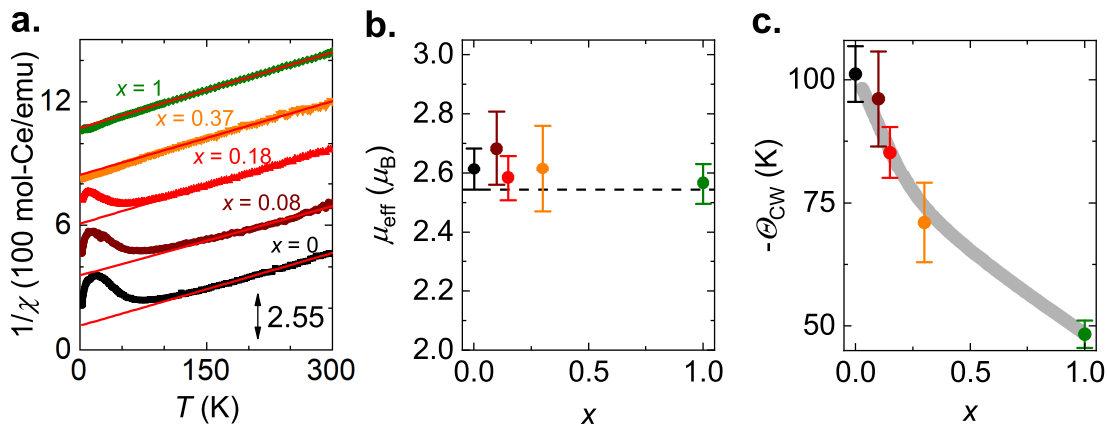 a.
1/χ (100 mol-Ce/emu)
12
6
0
x = 1
x = 0.37
x = 0.18
x = 0.08
x = 0
2.55
0
150
300
T (K)
b.
μeff (μB)
3.0
2.8
2.6
2.4
2.2
2.0
0.0
0.5
1.0
x
c.
-ΘCW (K)
100
75
50
0.0
0.5
1.0
x